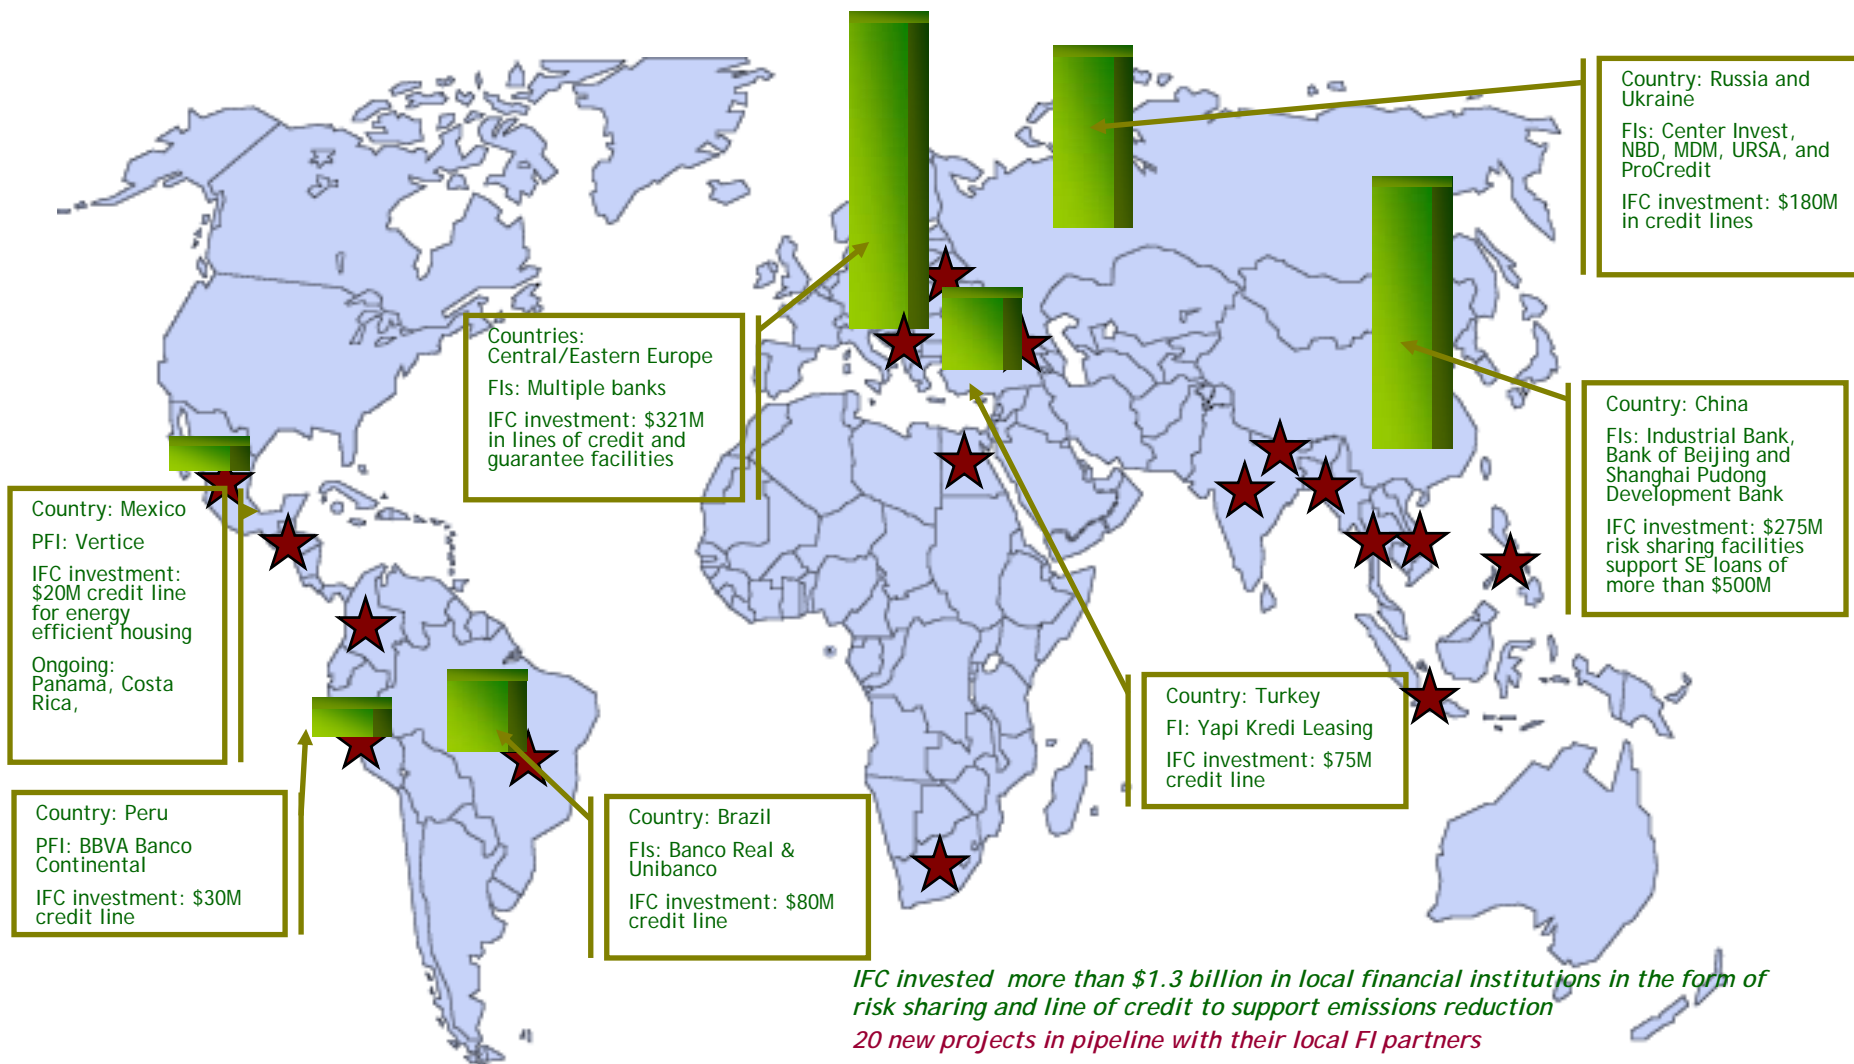 Country: Russia and
Ukraine
FIs: Center Invest,
NBD, MDM, URSA, and
ProCredit
IFC investment: $180M
in credit lines
Countries:
Central/Eastern Europe
FIs: Multiple banks
IFC investment: $321M
in lines of credit and
guarantee facilities
Country: China
FIs: Industrial Bank,
Bank of Beijing and
Shanghai Pudong
Development Bank
IFC investment: $275M
risk sharing facilities
support SE loans of
more than $500M
Country: Mexico
PFI: Vertice
IFC investment:
$20M credit line
for energy
efficient housing
Ongoing:
Panama, Costa
Rica,
Country: Turkey
FI: Yapi Kredi Leasing
IFC investment: $75M
credit line
Country: Peru
PFI: BBVA Banco
Continental
IFC investment: $30M
credit line
Country: Brazil
FIs: Banco Real &
Unibanco
IFC investment: $80M
credit line
IFC invested more than $1.3 billion in local financial institutions in the form of
risk sharing and line of credit to support emissions reduction
20 new projects in pipeline with their local FI partners